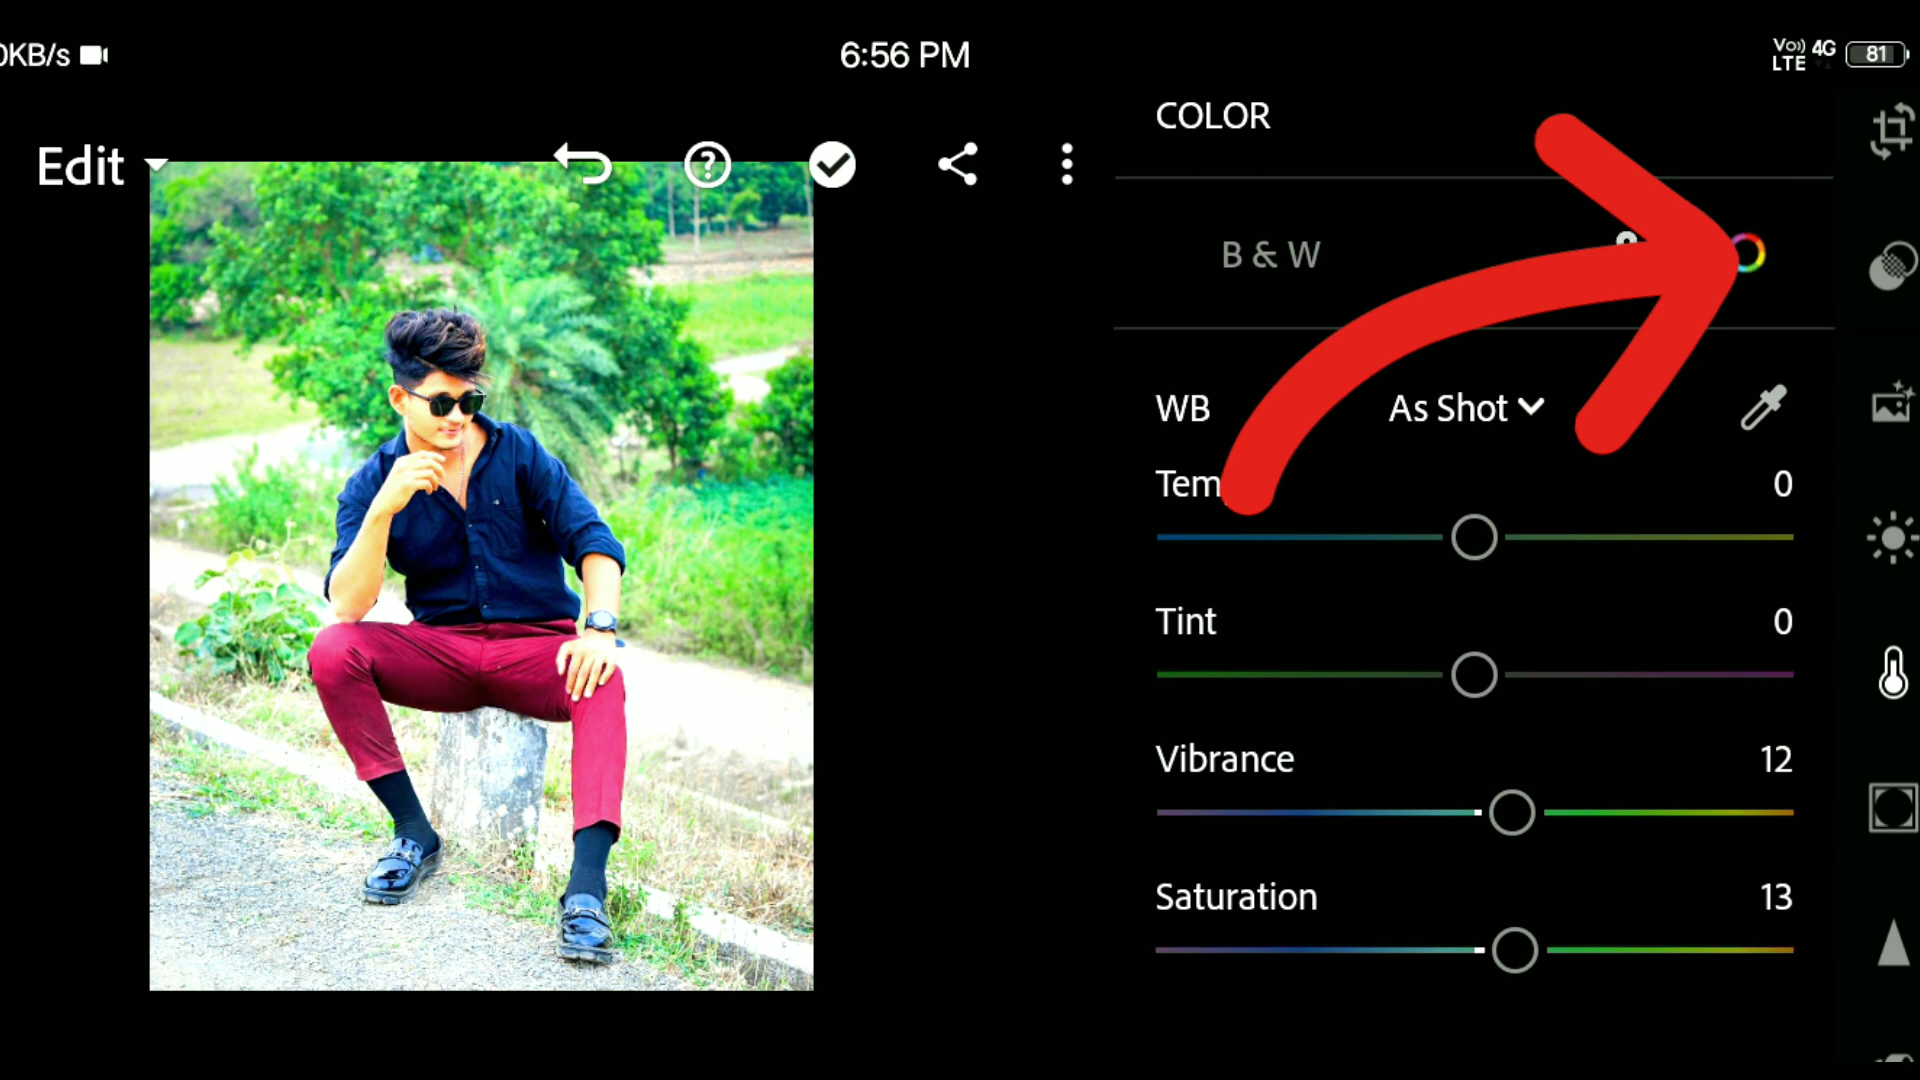 0KB/s
6:56 PM
Vo))
LTE
4G
81
Edit
COLOR
B & W
WB
As Shot
Tem
0
Tint
0
Vibrance
12
Saturation
13